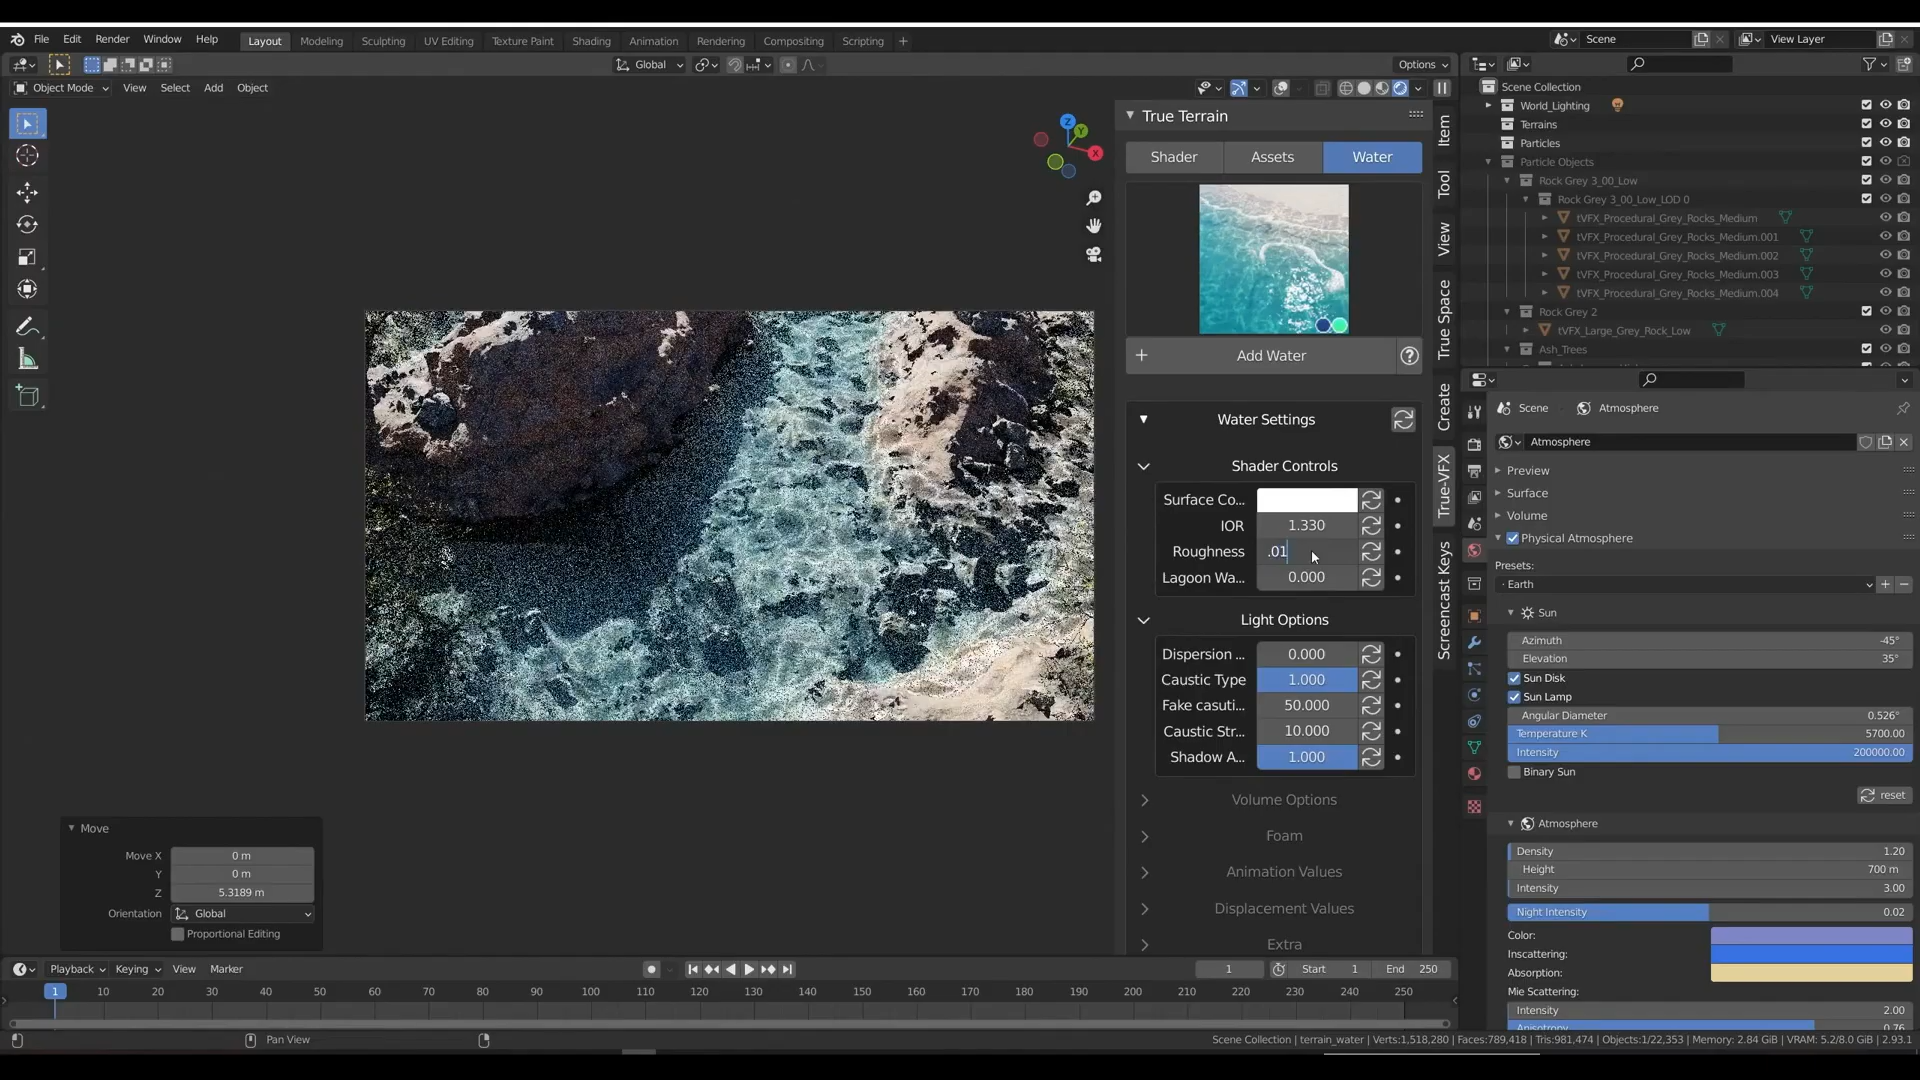 File Edit Render Window Help Layout Modeling Sculpting UV Editing Texture Paint Shading Animation Rendering Compositing Scripting + Scene View Layer
Global Options
Object Mode View Select Add Object
Z
Y
X
True Terrain
Shader Assets Water
Add Water
Water Settings
Shader Controls
Surface Co...
IOR 1.330
Roughness .01
Lagoon Wa... 0.000
Light Options
Dispersion ... 0.000
Caustic Type 1.000
Fake casuti... 50.000
Caustic Str... 10.000
Shadow A... 1.000
Volume Options
Foam
Animation Values
Displacement Values
Extra
Item
Tool
View
True Space
Create
True-VFX
Screencast Keys
Scene Collection
World_Lighting
Terrains
Particles
Particle Objects
Rock Grey 3_00_Low
Rock Grey 3_00_Low_LOD 0
tVFX_Procedural_Grey_Rocks_Medium
tVFX_Procedural_Grey_Rocks_Medium.001
tVFX_Procedural_Grey_Rocks_Medium.002
tVFX_Procedural_Grey_Rocks_Medium.003
tVFX_Procedural_Grey_Rocks_Medium.004
Rock Grey 2
tVFX_Large_Grey_Rock_Low
Ash_Trees
Scene Atmosphere
Atmosphere
Preview
Surface
Volume
Physical Atmosphere
Presets:
· Earth
Sun
Azimuth -45°
Elevation 35°
Sun Disk
Sun Lamp
Angular Diameter 0.526°
Temperature K 5700.00
Intensity 200000.00
Binary Sun
reset
Atmosphere
Density 1.20
Height 700 m
Intensity 3.00
Night Intensity 0.02
Color:
Inscattering:
Absorption:
Mie Scattering:
Intensity 2.00
Anisotropy 0.76
Move
Move X 0 m
Y 0 m
Z 5.3189 m
Orientation Global
Proportional Editing
Playback Keying View Marker 1 Start 1 End 250
1 10 20 30 40 50 60 70 80 90 100 110 120 130 140 150 160 170 180 190 200 210 220 230 240 250
Pan View
Scene Collection | terrain_water | Verts:1,518,280 | Faces:789,418 | Tris:981,474 | Objects:1/22,353 | Memory: 2.84 GiB | VRAM: 5.2/8.0 GiB | 2.93.1